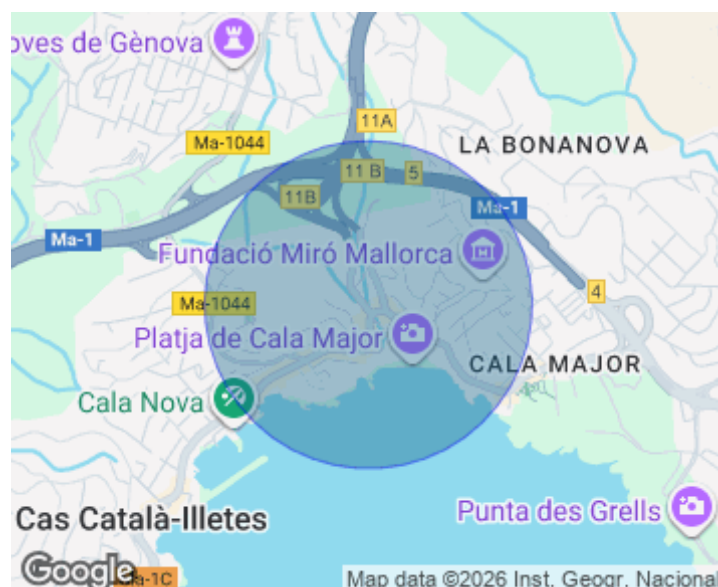 oves de Gènova
11A
Ma-1044
LA BONANOVA
11 B
5
11B
Ma-1
Ma-1
Fundació Miró Mallorca
4
Ma-1044
Platja de Cala Major
CALA MAJOR
Cala Nova
Punta des Grells
Cas Català-Illetes
Google
a-1C
Map data ©2026 Inst. Geogr. Nacional